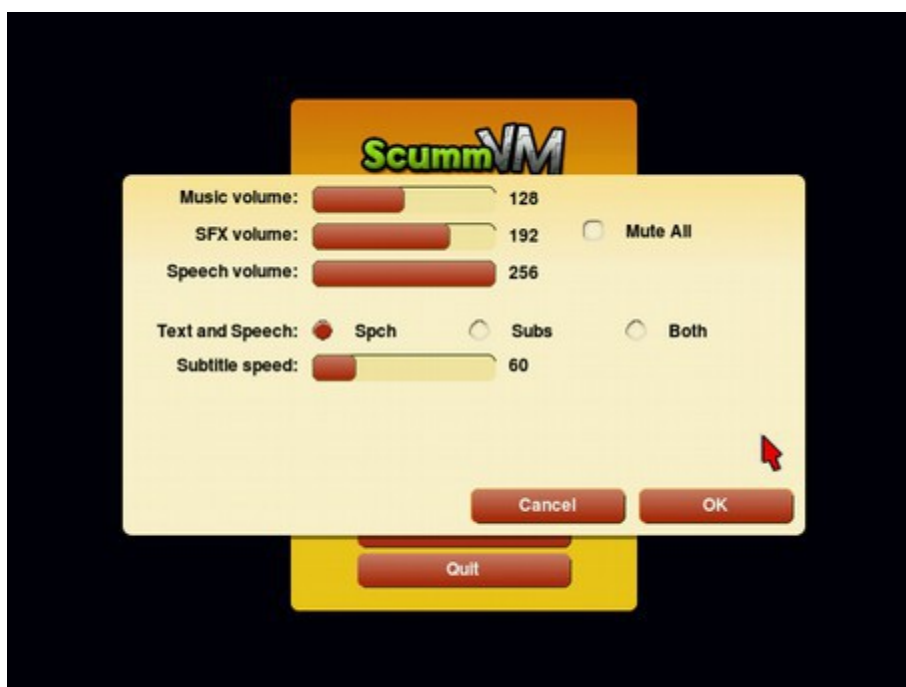 ScummVM
Music volume: 128
SFX volume: 192 Mute All
Speech volume: 256
Text and Speech: Spch Subs Both
Subtitle speed: 60
Cancel OK
Quit